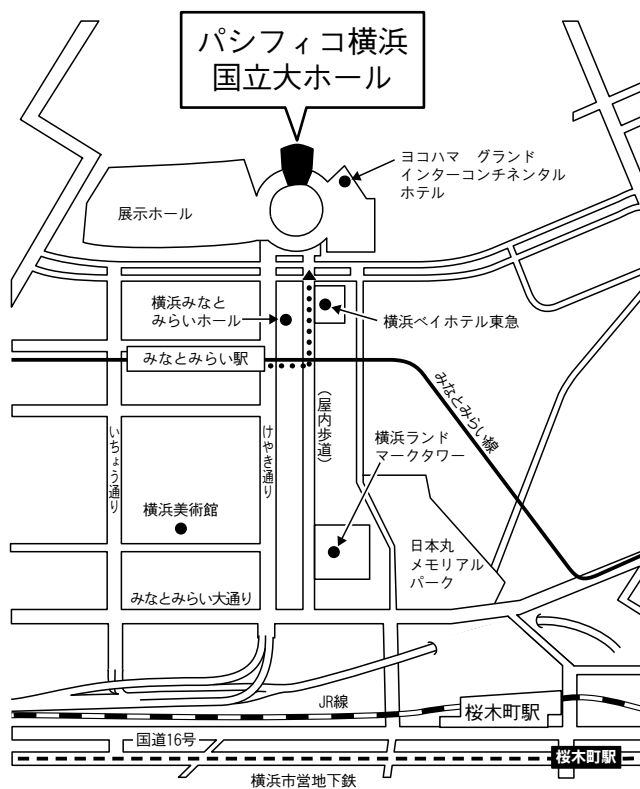 パシフィコ横浜
国立大ホール
ヨコハマ　グランド
インターコンチネンタル
ホテル
展示ホール
横浜みなと
みらいホール
横浜ベイホテル東急
みなとみらい駅
みなとみらい線
(屋内歩道)
いちょう通り
けやき通り
横浜ランド
マークタワー
横浜美術館
日本丸
メモリアル
パーク
みなとみらい大通り
JR線
桜木町駅
国道16号
桜木町駅
横浜市営地下鉄